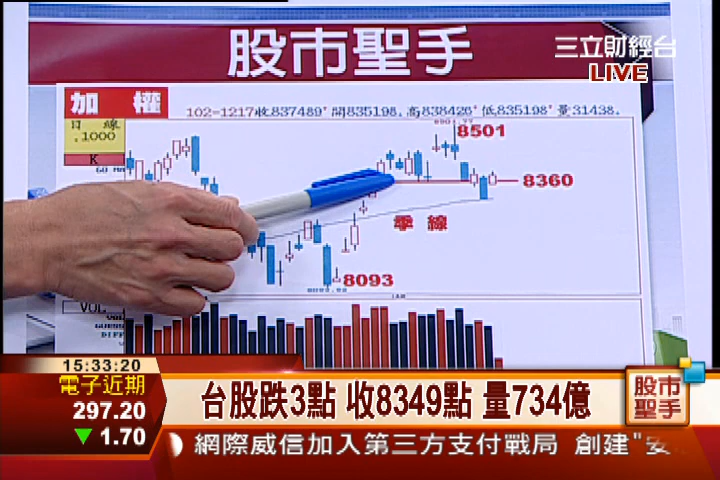 股市聖手
三立財經台
LIVE
加 權
102-1217收837489▾開835198▴高838426▴低835198▾量31438▴
日 線
.1000
K
8501
8360
季 線
8093
VOL
15:33:20
電子近期
297.20
▼1.70
台股跌3點 收8349點 量734億
股市
聖手
網際威信加入第三方支付戰局 創建"安